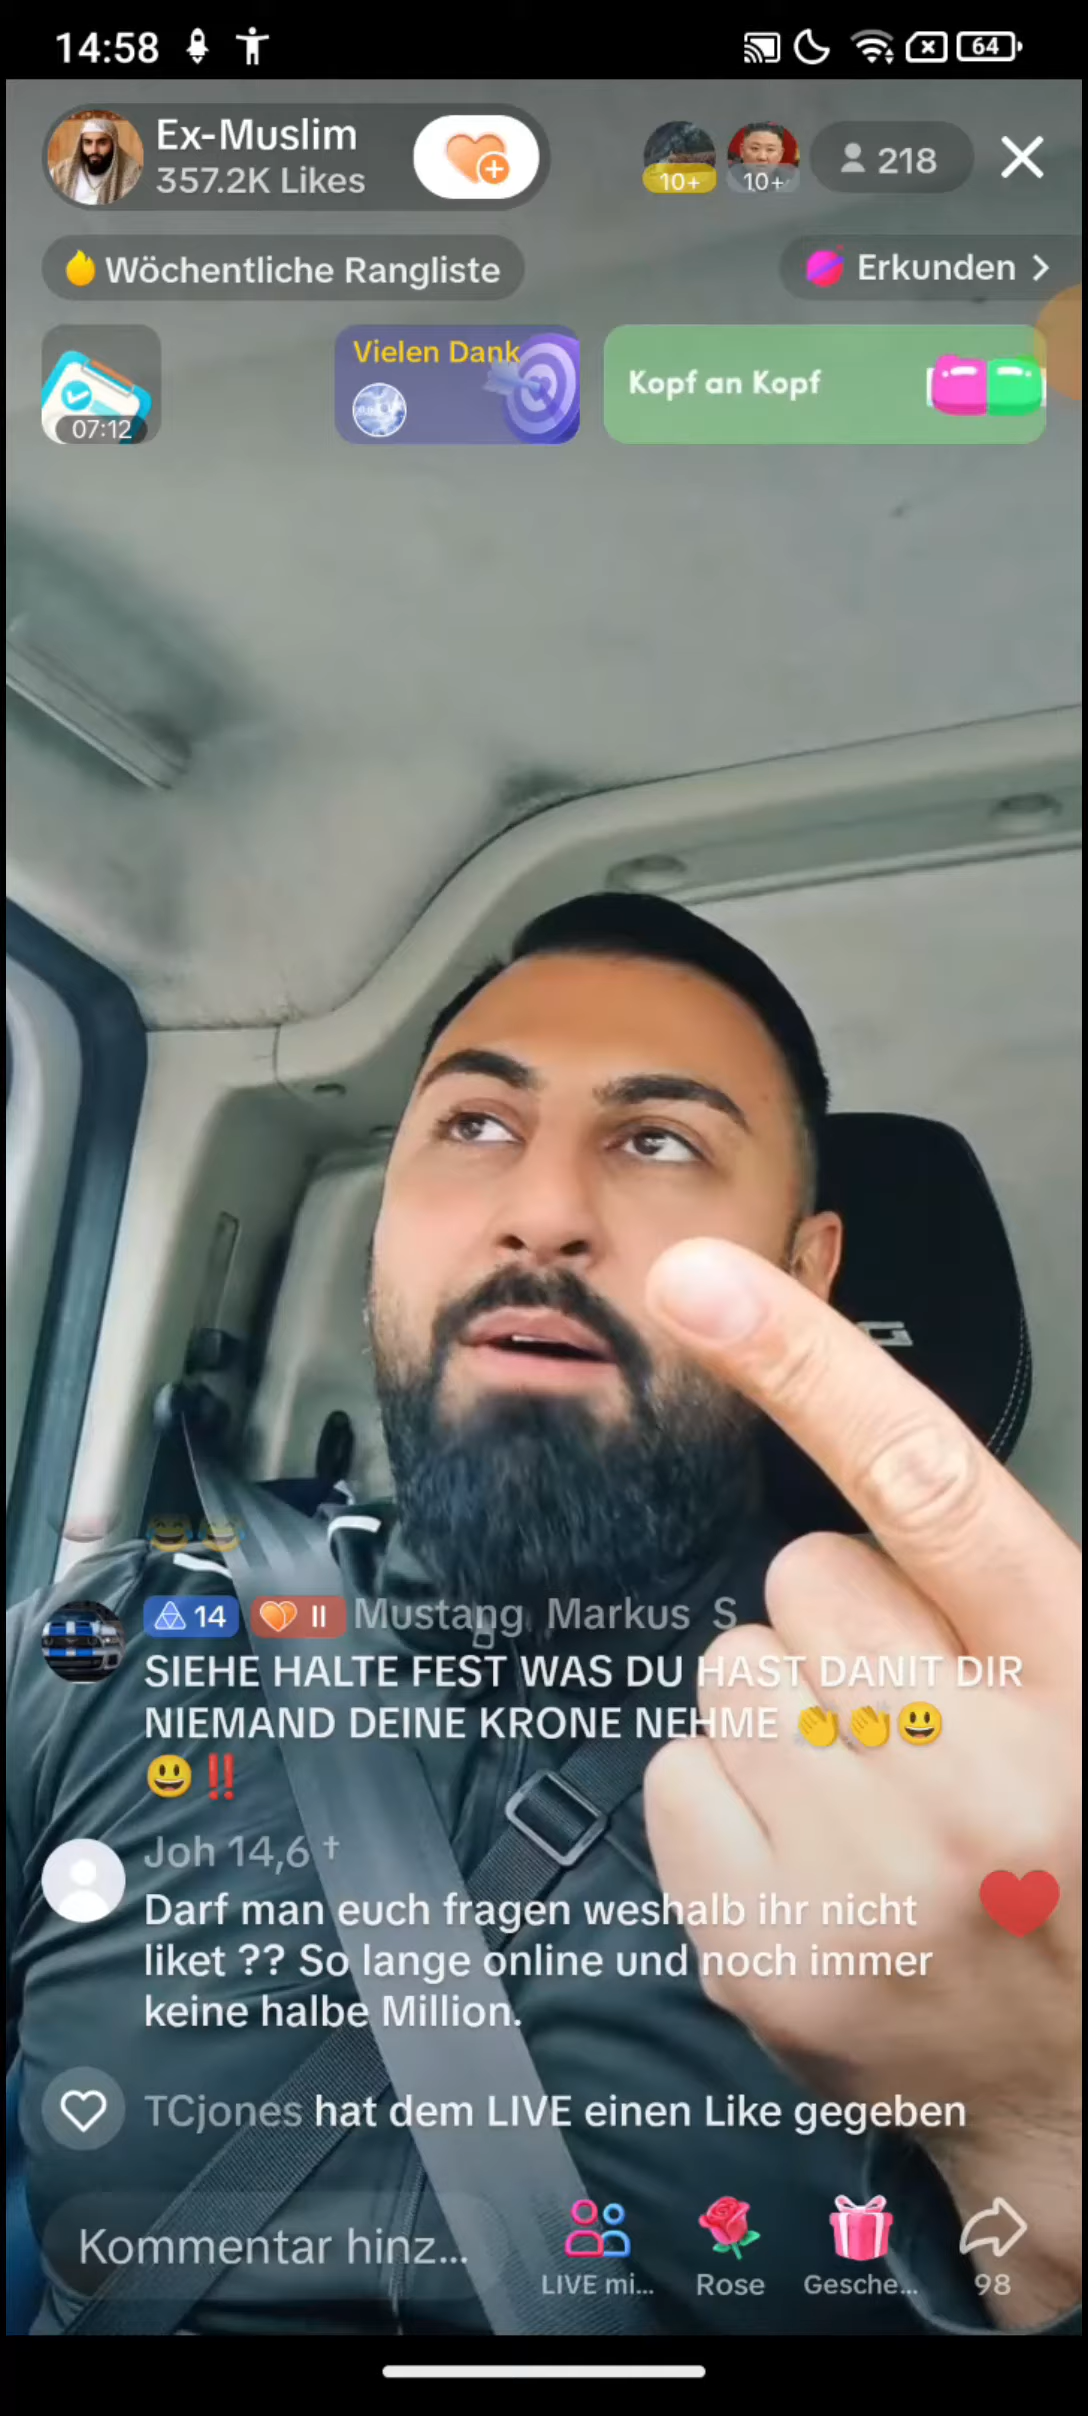 14:58
64
Ex-Muslim
357.2K Likes
10+
10+
218
Wöchentliche Rangliste
Erkunden
07:12
Vielen Dank
Kopf an Kopf
14 II Mustang Markus S
SIEHE HALTE FEST WAS DU HAST DANIT DIR
NIEMAND DEINE KRONE NEHME 👏👏😃
😃‼️
Joh 14,6 †
Darf man euch fragen weshalb ihr nicht
liket ?? So lange online und noch immer
keine halbe Million.
TCjones hat dem LIVE einen Like gegeben
Kommentar hinz...
LIVE mi...
Rose
Gesche...
98